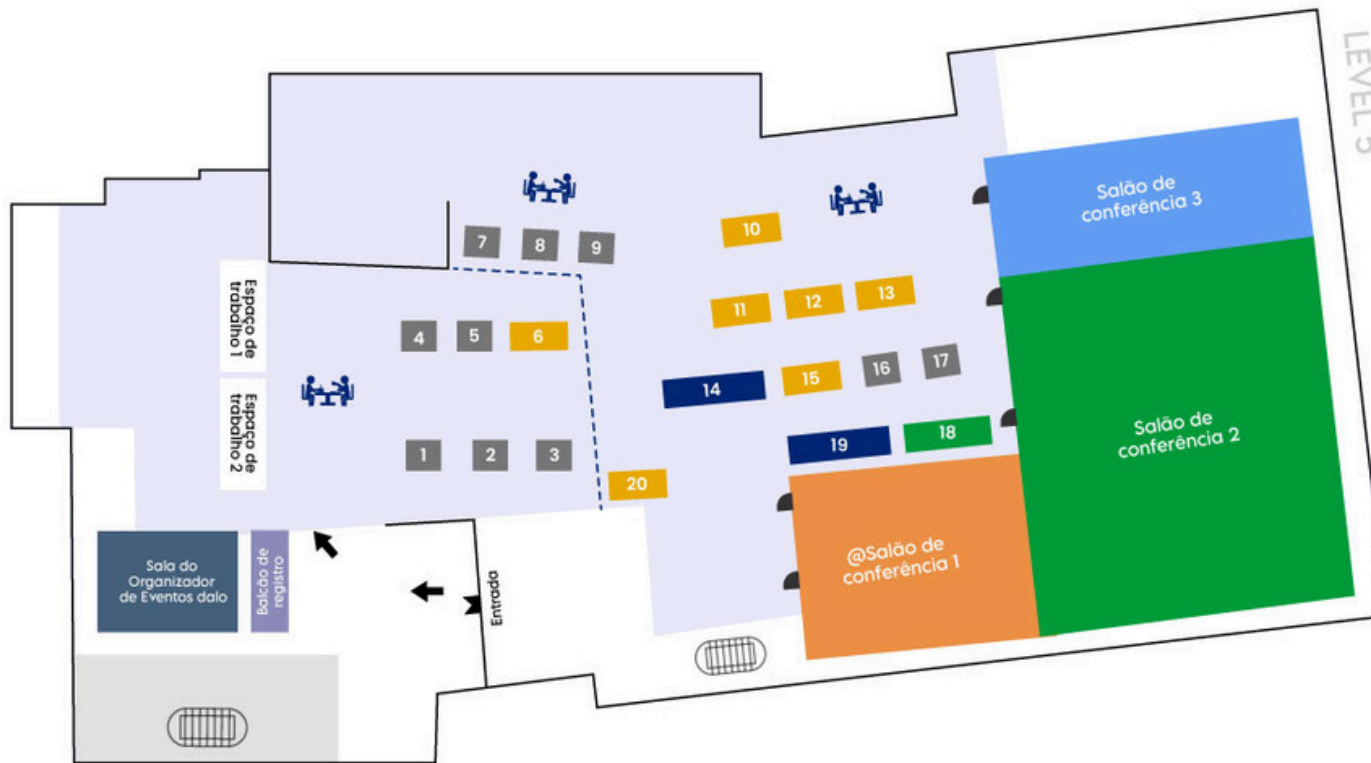 LEVEL 5
Salão de
conferência 3
10
7
8
9
13
12
11
Espaço de
trabalho 1
4
5
6
17
16
15
14
Espaço de
trabalho 2
Salão de
conferência 2
18
19
1
2
3
20
@Salão de
conferência 1
Sala do
Organizador
de Eventos dalo
Balcão de
registro
Entrada